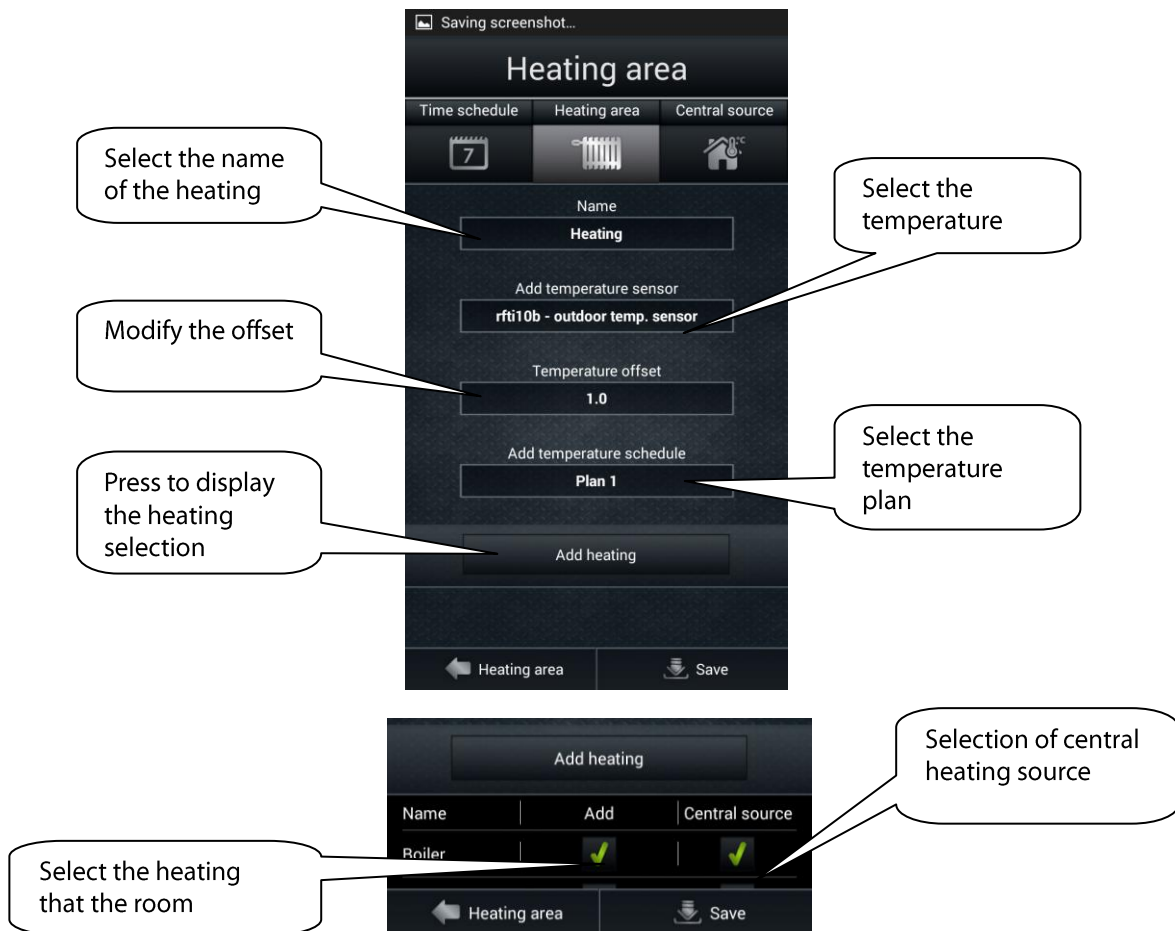 Saving screenshot...
Heating area
Time schedule
Heating area
Central source
7
°C
Select the name
of the heating
Name
Heating
Select the
temperature
Add temperature sensor
rfti10b - outdoor temp. sensor
Modify the offset
Temperature offset
1.0
Add temperature schedule
Plan 1
Select the
temperature
plan
Press to display
the heating
selection
Add heating
Heating area
Save
Add heating
Selection of central
heating source
Name
Add
Central source
Boiler
Select the heating
that the room
Heating area
Save